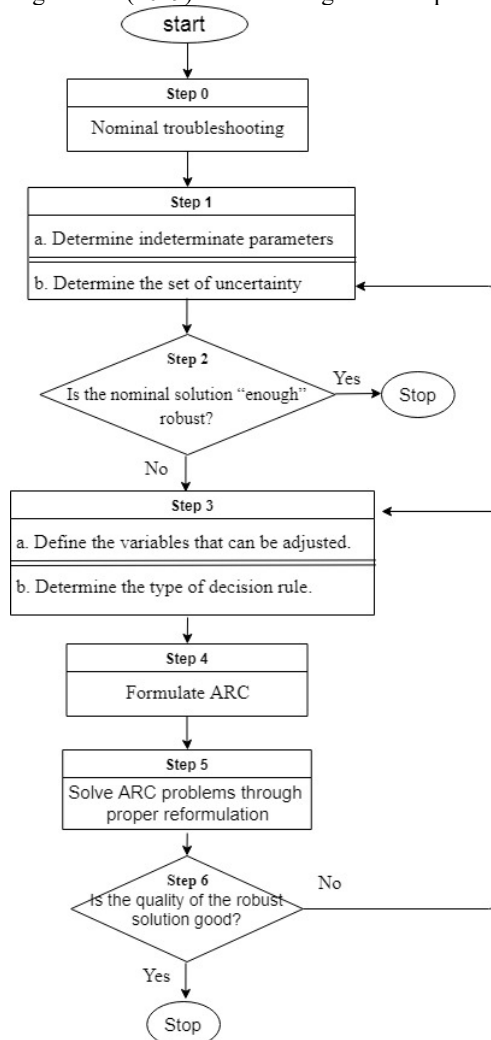 start
Step 0
Nominal troubleshooting
Step 1
a. Determine indeterminate parameters
b. Determine the set of uncertainty
Step 2
Is the nominal solution “enough”
robust?
Yes
Stop
No
Step 3
a. Define the variables that can be adjusted.
b. Determine the type of decision rule.
Step 4
Formulate ARC
Step 5
Solve ARC problems through
proper reformulation
Step 6
Is the quality of the robust
solution good?
No
Yes
Stop